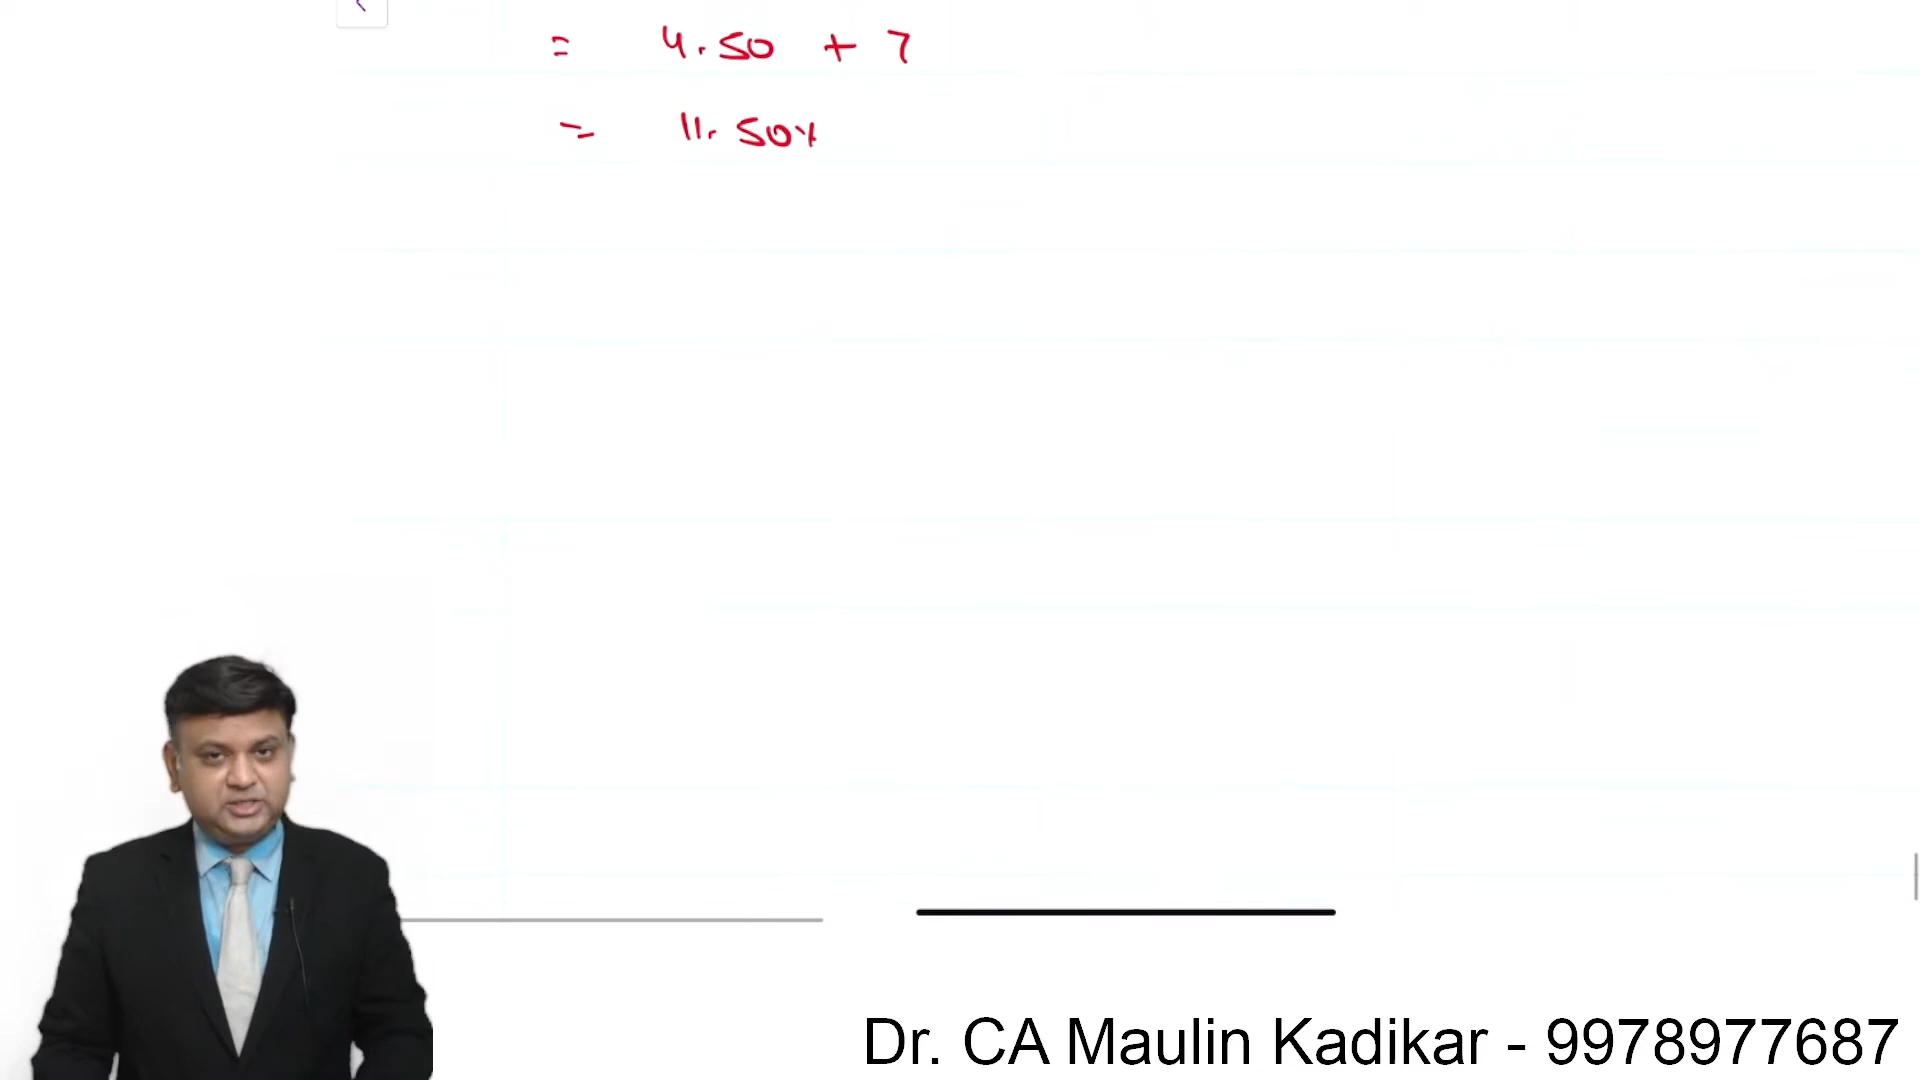 = 4.50 + 7
= 11.50%
Dr. CA Maulin Kadikar - 9978977687